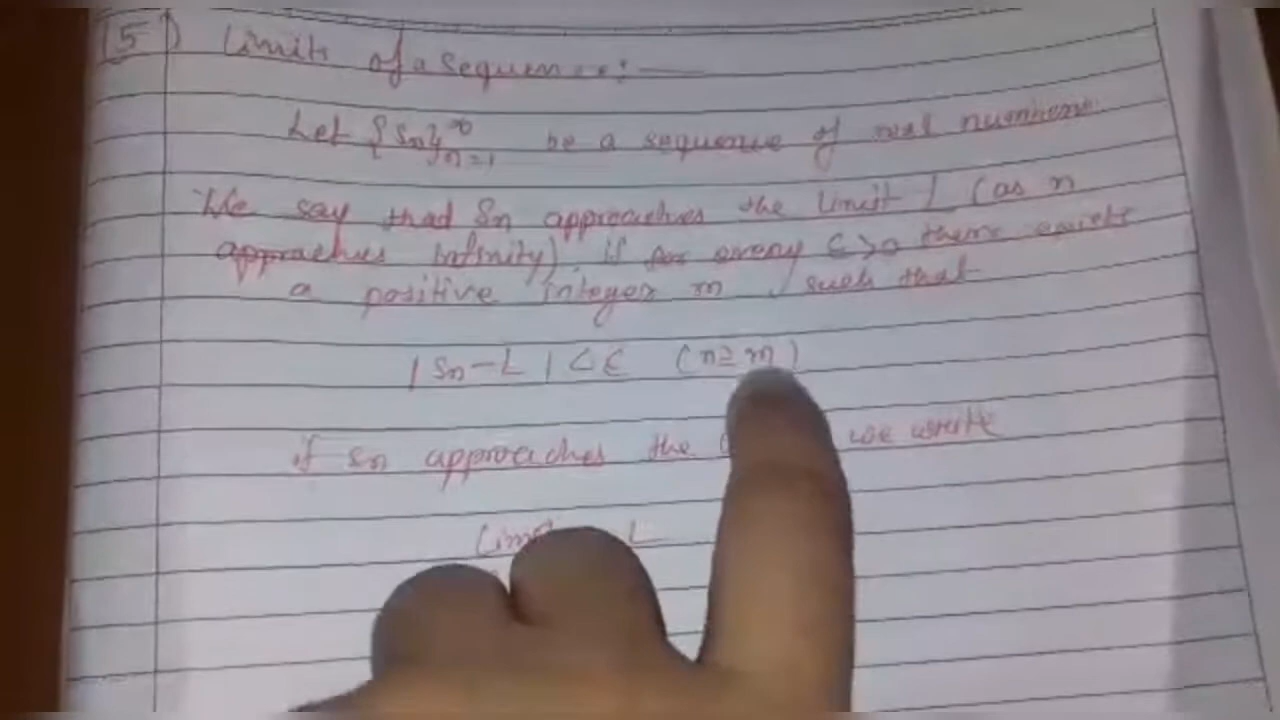 5) Limits of a sequence:-
Let {Sn}∞n=1 be a sequence of real numbers
We say that Sn approaches the limit L (as n
approaches infinity) if for every ε>0 there exists
a positive integer m, such that
| Sn - L | < ε (n ≥ m)
if Sn approaches the we write
L